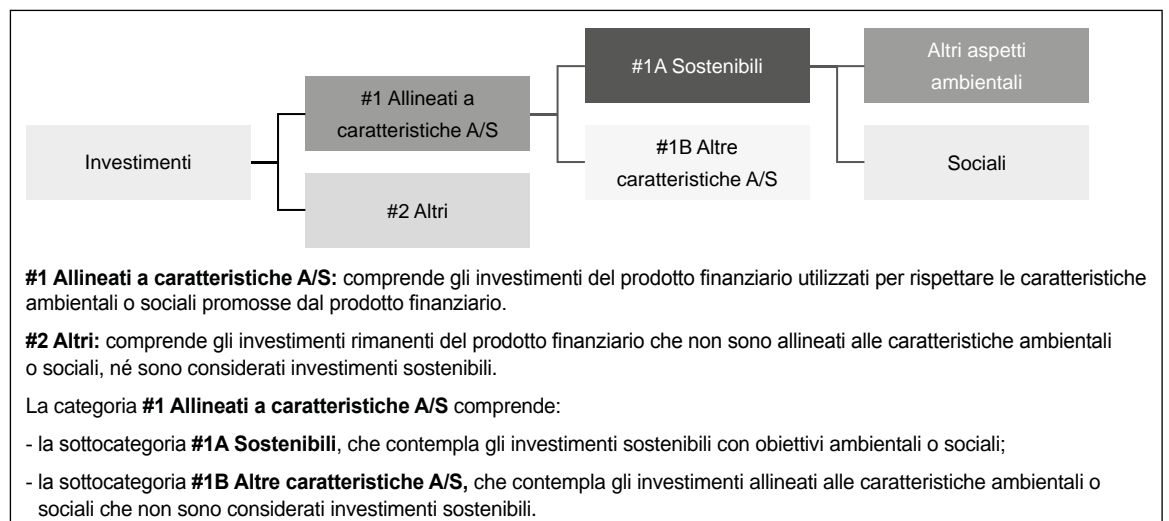 Investimenti
#1 Allineati a
caratteristiche A/S
#2 Altri
#1A Sostenibili
#1B Altre
caratteristiche A/S
Altri aspetti
ambientali
Sociali
#1 Allineati a caratteristiche A/S: comprende gli investimenti del prodotto finanziario utilizzati per rispettare le caratteristiche
ambientali o sociali promosse dal prodotto finanziario.
#2 Altri: comprende gli investimenti rimanenti del prodotto finanziario che non sono allineati alle caratteristiche ambientali
o sociali, né sono considerati investimenti sostenibili.
La categoria #1 Allineati a caratteristiche A/S comprende:
- la sottocategoria #1A Sostenibili, che contempla gli investimenti sostenibili con obiettivi ambientali o sociali;
- la sottocategoria #1B Altre caratteristiche A/S, che contempla gli investimenti allineati alle caratteristiche ambientali o
sociali che non sono considerati investimenti sostenibili.